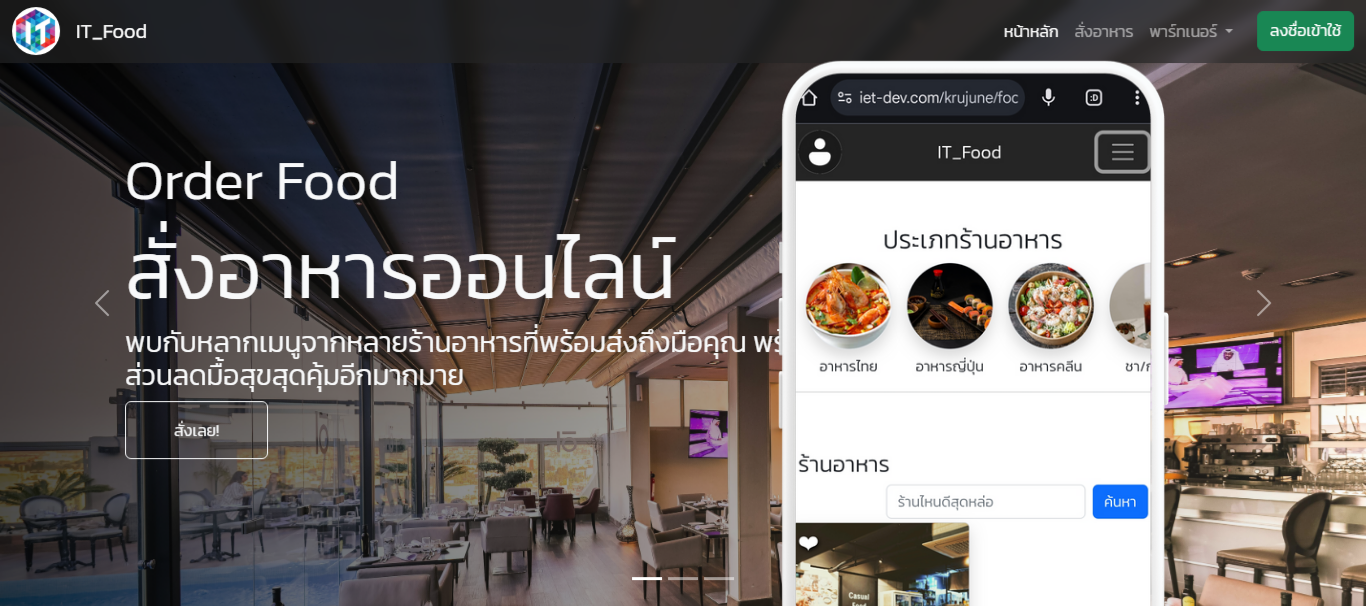 IT
IT_Food
หน้าหลัก
สั่งอาหาร
พาร์ทเนอร์
ลงชื่อเข้าใช้
Order Food
สั่งอาหารออนไลน์
พบกับหลากเมนูจากหลายร้านอาหารที่พร้อมส่งถึงมือคุณ
ส่วนลดมื้อสุขสุดคุ้มอีกมากมาย
สั่งเลย!
iet-dev.com/krujune/foc
:D
IT_Food
ประเภทร้านอาหาร
อาหารไทย
อาหารญี่ปุ่น
อาหารคลีน
ร้านอาหาร
ร้านไหนดีสุดหล่อ
ค้นหา
Casual
Food